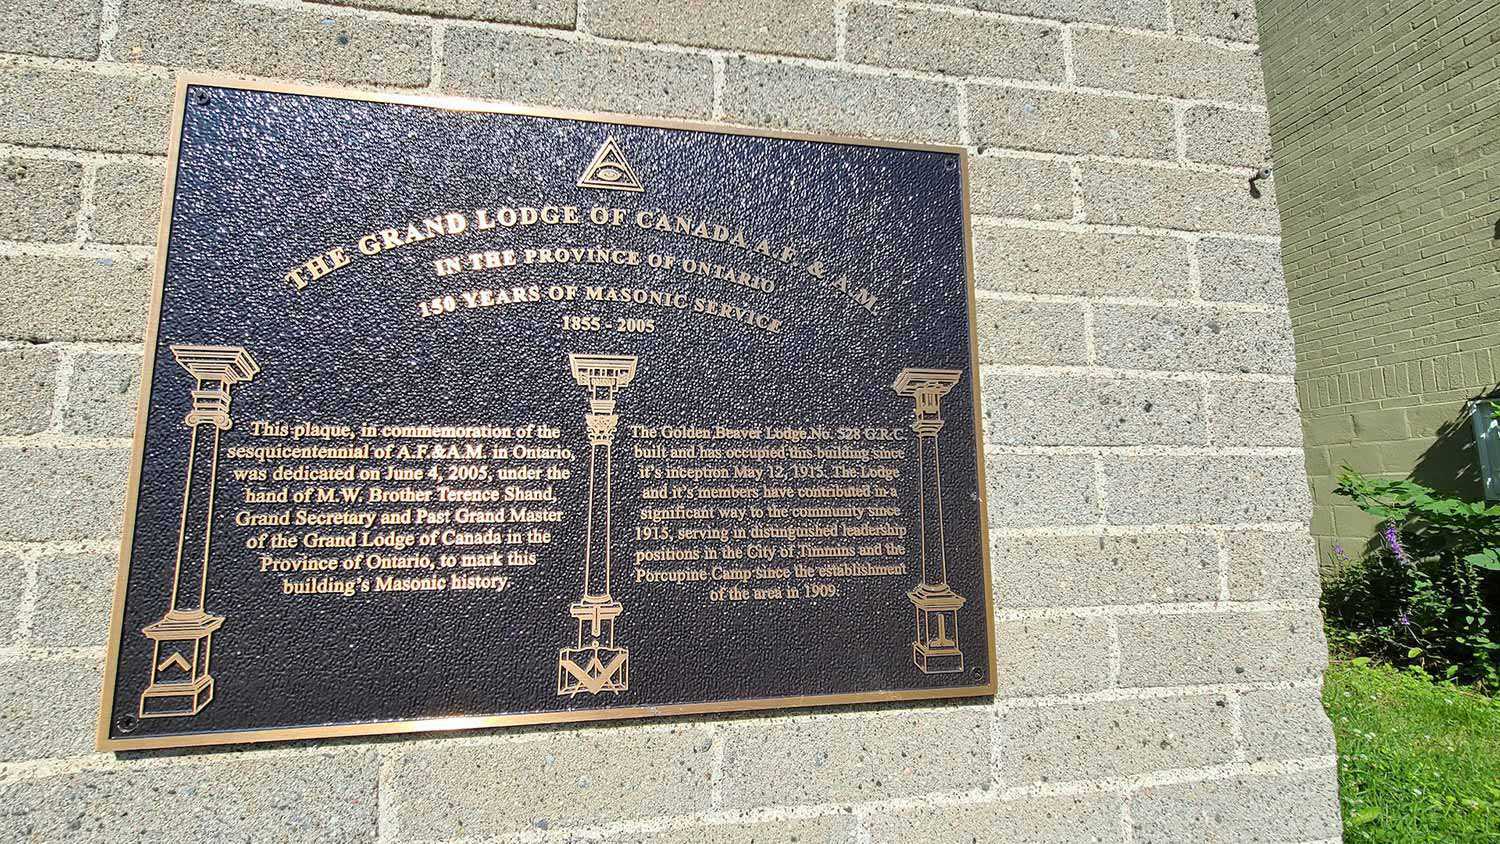 THE GRAND LODGE OF CANADA A.F. & A.M.
IN THE PROVINCE OF ONTARIO
150 YEARS OF MASONIC SERVICE
1855 - 2005
This plaque, in commemoration of the
sesquicentennial of A.F.&A.M. in Ontario,
was dedicated on June 4, 2005, under the
hand of M.W. Brother Terence Shand,
Grand Secretary and Past Grand Master
of the Grand Lodge of Canada in the
Province of Ontario, to mark this
building's Masonic history.
The Golden Beaver Lodge No. 528 G.R.C
built and has occupied this building since
it's inception May 12, 1915. The Lodge
and it's members have contributed in a
significant way to the community since
1915, serving in distinguished leadership
positions in the City of Timmins and the
Porcupine Camp since the establishment
of the area in 1909.